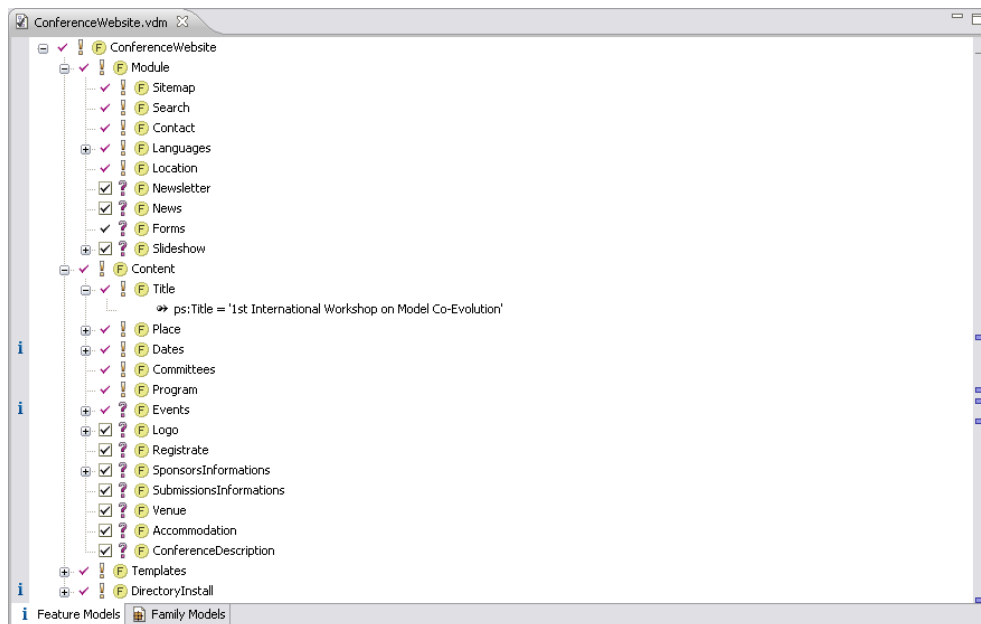 ConferenceWebsite.vdm
ConferenceWebsite
Module
Sitemap
Search
Contact
Languages
Location
Newsletter
News
Forms
Slideshow
Content
Title
ps:Title = '1st International Workshop on Model Co-Evolution'
Place
Dates
Committees
Program
Events
Logo
Registrate
SponsorsInformations
SubmissionsInformations
Venue
Accommodation
ConferenceDescription
Templates
DirectoryInstall
Feature Models Family Models